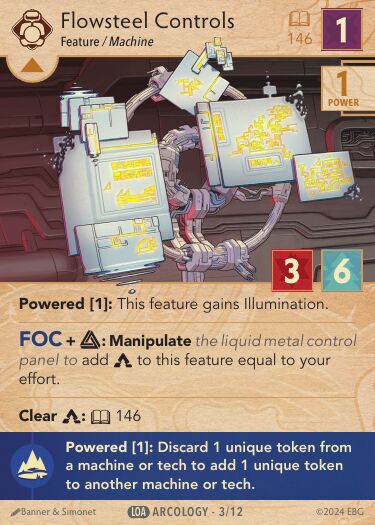 Flowsteel Controls
Feature / Machine
146
1
1
POWER
3 6
Powered [1]: This feature gains Illumination.
FOC + : Manipulate the liquid metal control
panel to add to this feature equal to your
effort.
Clear : 146
Powered [1]: Discard 1 unique token from
a machine or tech to add 1 unique token
to another machine or tech.
Banner & Simonet LOA ARCOLOGY - 3/12 ©2024 EBG